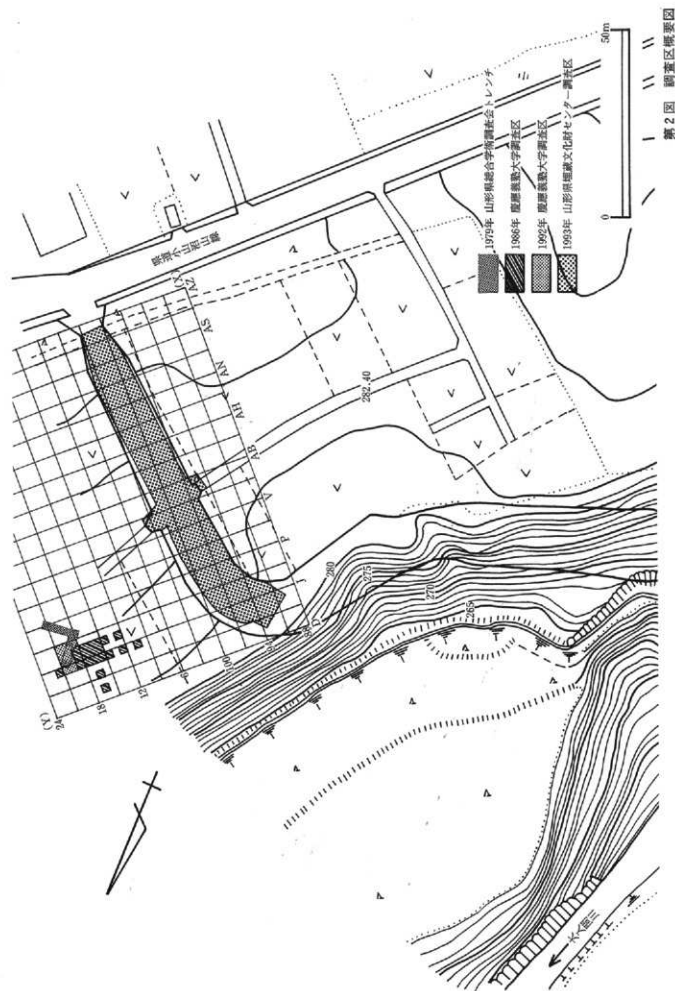 第2図 調査区概要図
0 50m
1979年 山形県総合学術調査会トレンチ
1986年 慶應義塾大学調査区
1992年 慶應義塾大学調査区
1993年 山形県埋蔵文化財センター調査区
(X)
AZ
AS
AN
AH
AB
V
P
J
D
(Y)
24
18
12
6
100
282.40
280
275
270
265